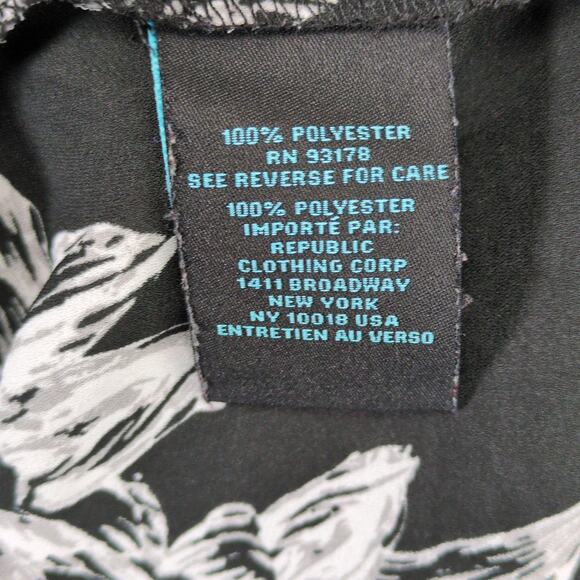 100% POLYESTER
RN 93178
SEE REVERSE FOR CARE
100% POLYESTER
IMPORTÉ PAR:
REPUBLIC
CLOTHING CORP
1411 BROADWAY
NEW YORK
NY 10018 USA
ENTRETIEN AU VERSO